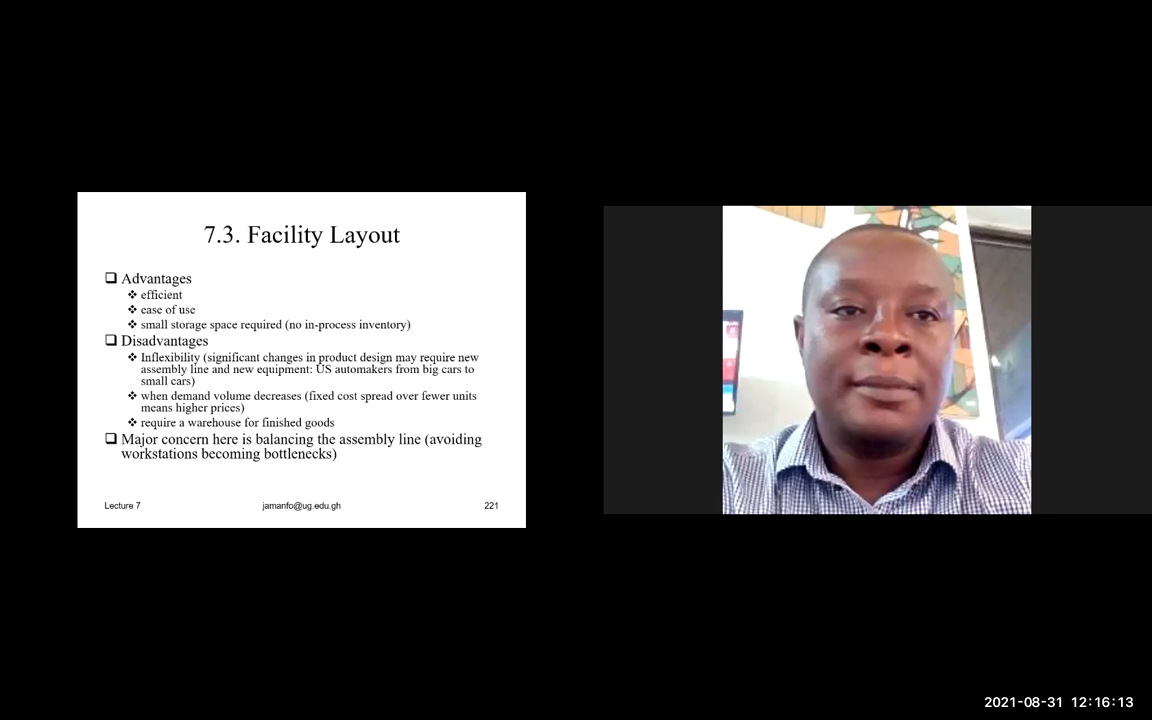 7.3. Facility Layout
❑ Advantages
❖ efficient
❖ ease of use
❖ small storage space required (no in-process inventory)
❑ Disadvantages
❖ Inflexibility (significant changes in product design may require new
assembly line and new equipment: US automakers from big cars to
small cars)
❖ when demand volume decreases (fixed cost spread over fewer units
means higher prices)
❖ require a warehouse for finished goods
❑ Major concern here is balancing the assembly line (avoiding
workstations becoming bottlenecks)
Lecture 7
jamanfo@ug.edu.gh
221
2021-08-31 12:16:13